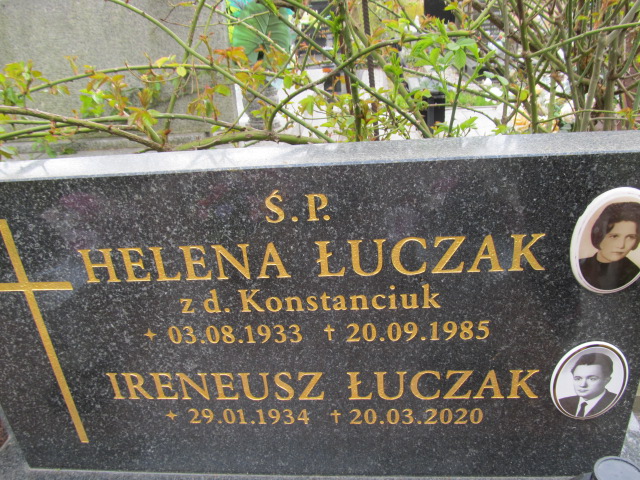 Ś.P.
HELENA ŁUCZAK
z d. Konstanciuk
+ 03.08.1933 † 20.09.1985
IRENEUSZ ŁUCZAK
+ 29.01.1934 † 20.03.2020